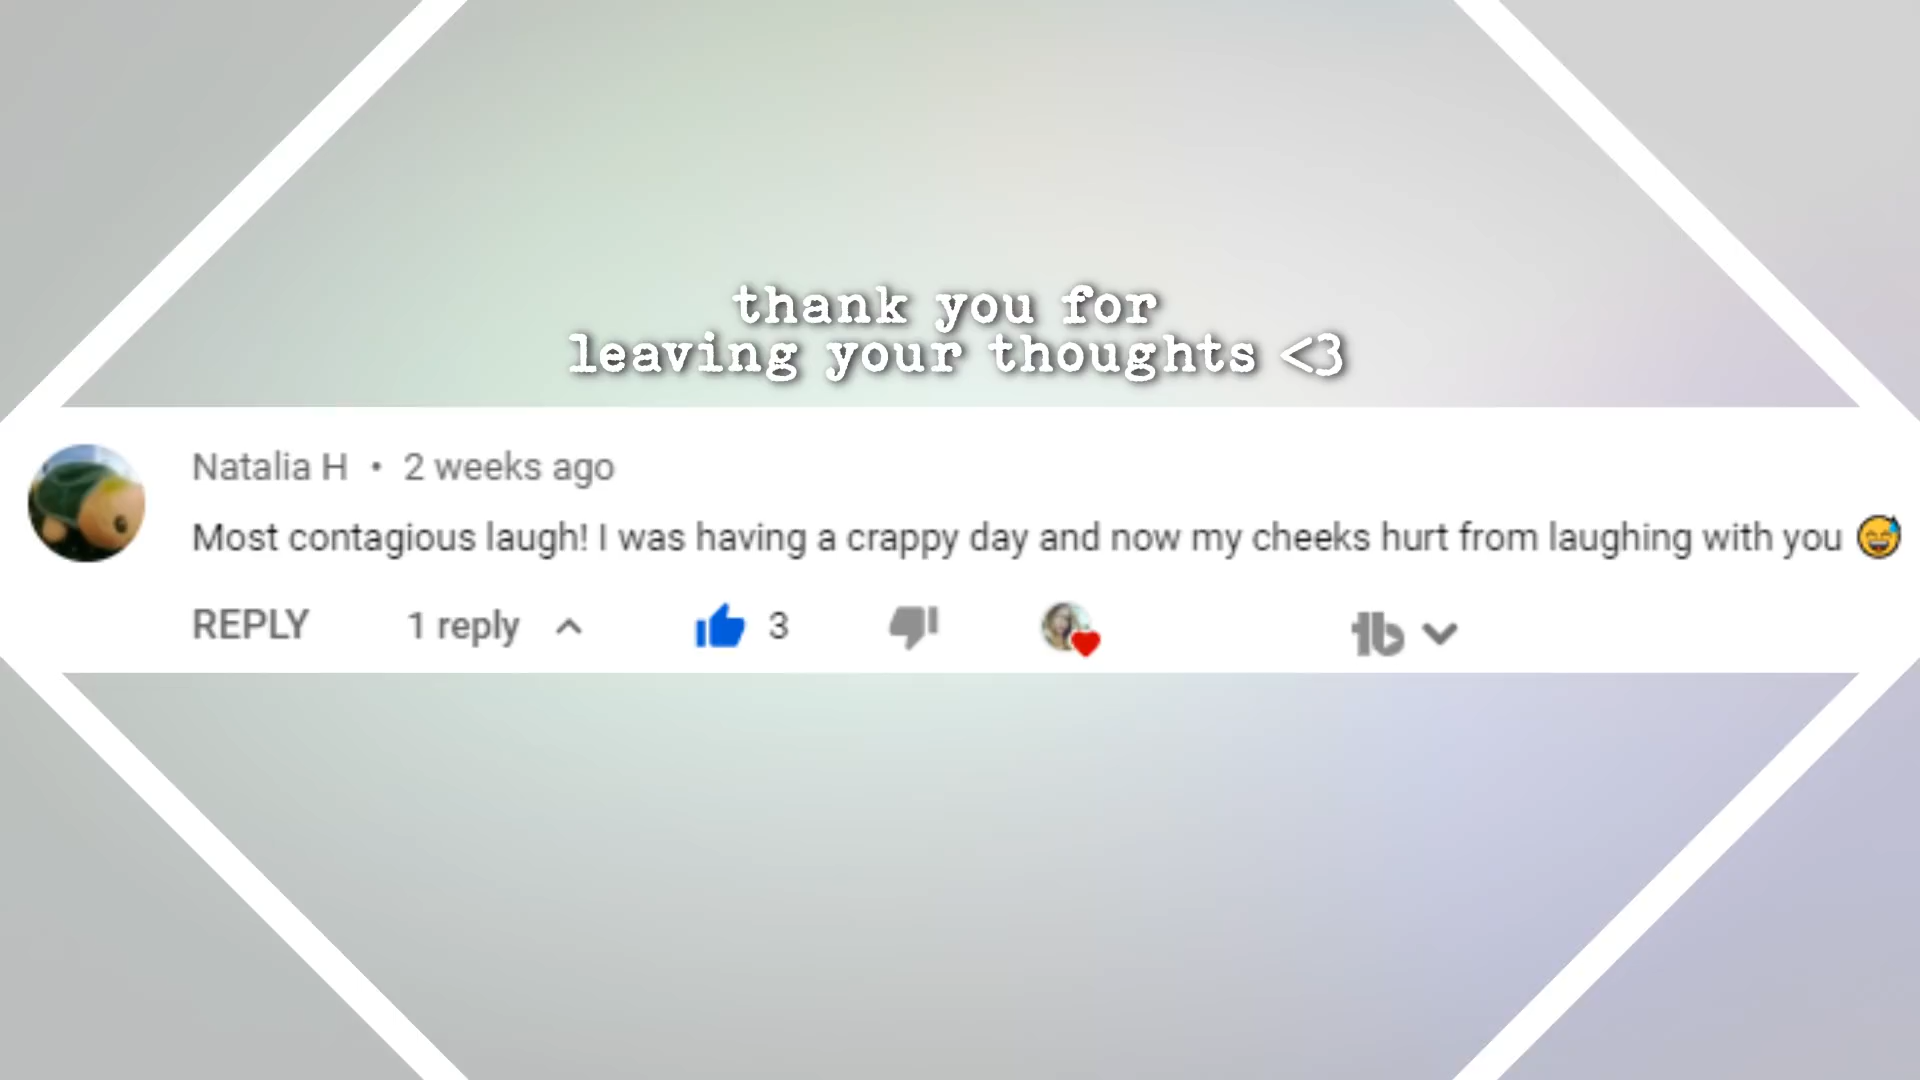 thank you for
leaving your thoughts <3
Natalia H • 2 weeks ago
Most contagious laugh! I was having a crappy day and now my cheeks hurt from laughing with you 😅
REPLY 1 reply 3
tb